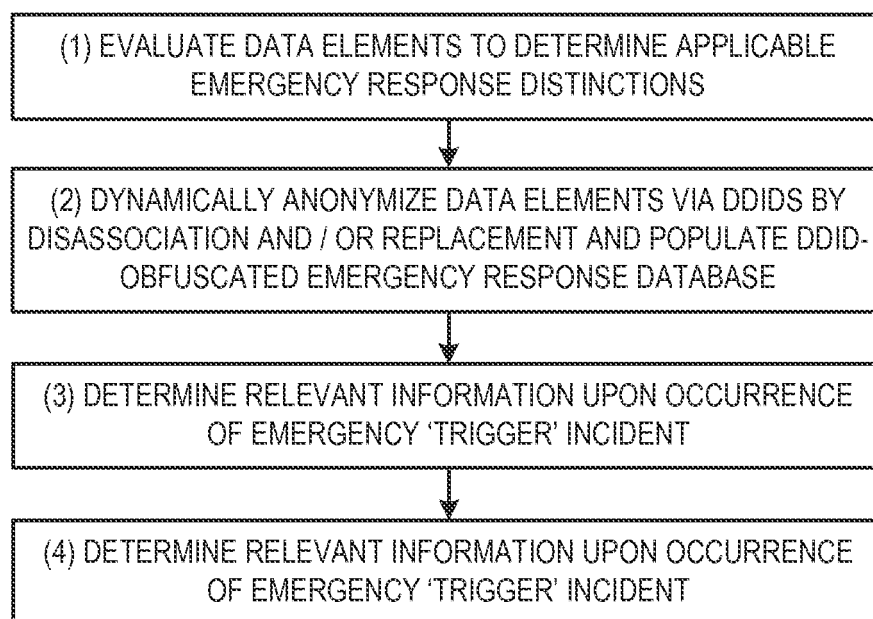 (1) EVALUATE DATA ELEMENTS TO DETERMINE APPLICABLE
EMERGENCY RESPONSE DISTINCTIONS
(2) DYNAMICALLY ANONYMIZE DATA ELEMENTS VIA DDIDS BY
DISASSOCIATION AND / OR REPLACEMENT AND POPULATE DDID-
OBFUSCATED EMERGENCY RESPONSE DATABASE
(3) DETERMINE RELEVANT INFORMATION UPON OCCURRENCE
OF EMERGENCY ‘TRIGGER’ INCIDENT
(4) DETERMINE RELEVANT INFORMATION UPON OCCURRENCE
OF EMERGENCY ‘TRIGGER’ INCIDENT